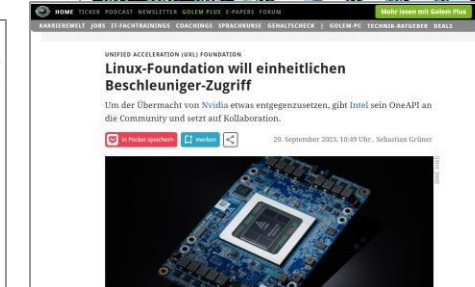 HOME TICKER PODCAST NEWSLETTER GOLEM PLUS E-PAPERS FORUM Mehr lesen mit Golem Plus
KARRIEREWELT JOBS IT-FACHTRAININGS COACHINGS SPRACHKURSE GEHALTSCHECK | GOLEM-PC TECHNIK-RATGEBER DEALS
UNIFIED ACCELERATION (UXL) FOUNDATION
Linux-Foundation will einheitlichen
Beschleuniger-Zugriff
Um der Übermacht von Nvidia etwas entgegenzusetzen, gibt Intel sein OneAPI an
die Community und setzt auf Kollaboration.
in Pocket speichern merken 20. September 2023, 10:49 Uhr, Sebastian Grüner